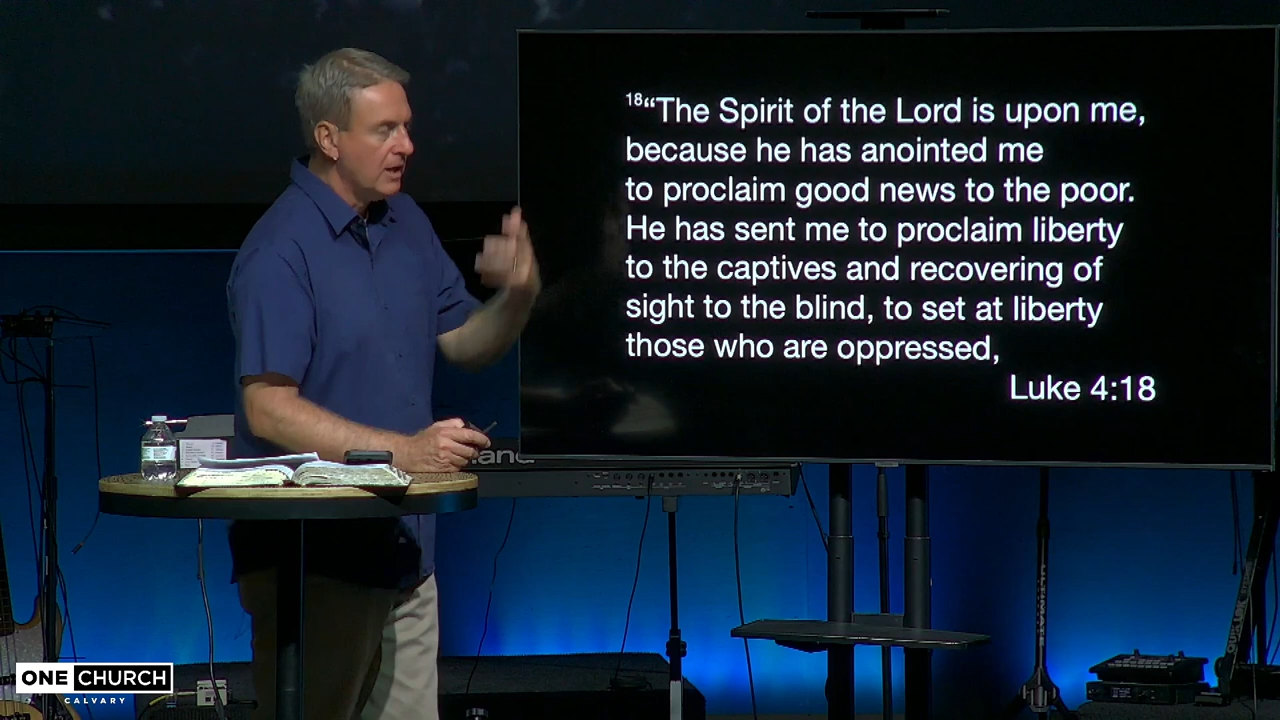 18“The Spirit of the Lord is upon me,
because he has anointed me
to proclaim good news to the poor.
He has sent me to proclaim liberty
to the captives and recovering of
sight to the blind, to set at liberty
those who are oppressed,
Luke 4:18
ONE CHURCH
CALVARY